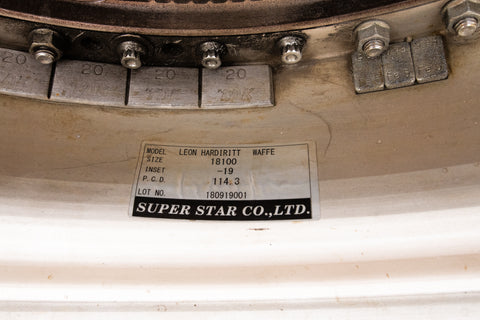 20 20 20 20
MODEL LEON HARDIRITT WAFFE
SIZE 18100
INSET -19
P.C.D. 114.3
LOT NO. 180919001
SUPER STAR CO.,LTD.